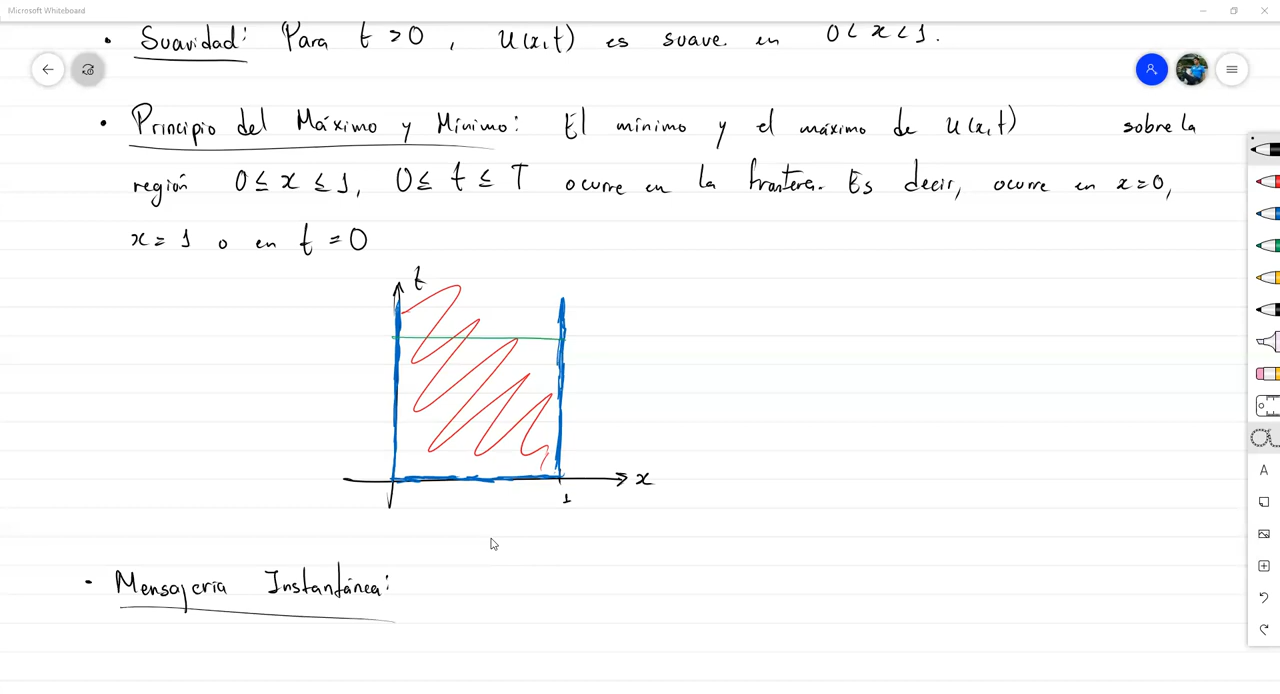 Microsoft Whiteboard
• Suavidad: Para t > 0 , u(x,t) es suave en 0 < x < 1.
• Principio del Máximo y Mínimo: El mínimo y el máximo de u(x,t) sobre la
región 0 ≤ x ≤ 1, 0 ≤ t ≤ T ocurre en la frontera. Es decir, ocurre en x=0,
x = 1 o en t = 0
t
x
1
• Mensajería Instantánea:
A